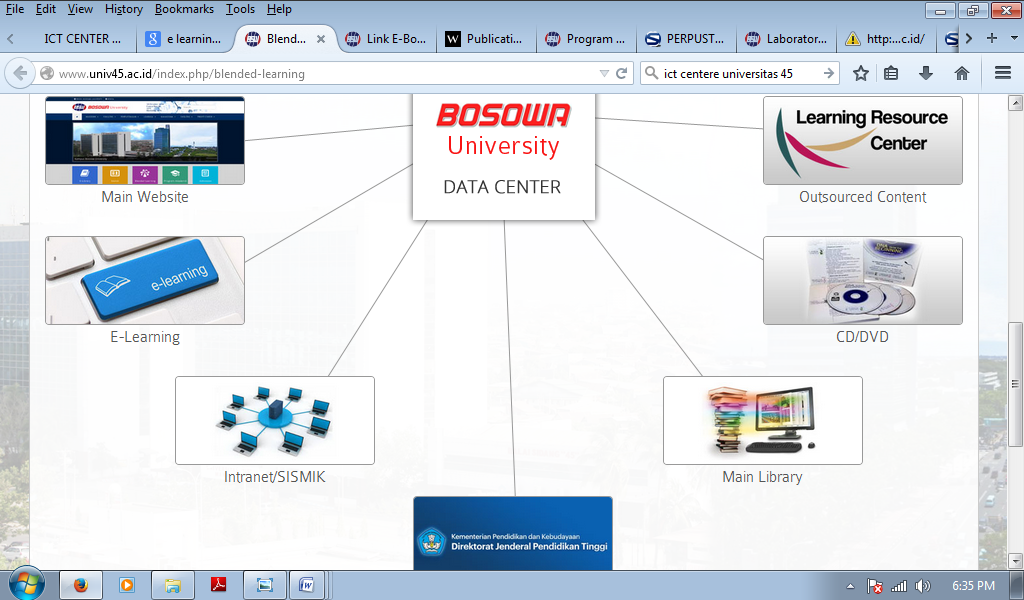 File Edit View History Bookmarks Tools Help
ICT CENTER ...
e learnin...
Blend...
Link E-Bo...
Publicati...
Program ...
PERPUST...
Laborator...
http:...c.id/
www.univ45.ac.id/index.php/blended-learning
ict centere universitas 45
BOSOWA
University
DATA CENTER
BOSOWA University
Learning Resource
Center
Main Website
Outsourced Content
e-learning
E-Learning
CD/DVD
Intranet/SISMIK
Main Library
Kementerian Pendidikan dan Kebudayaan
Direktorat Jenderal Pendidikan Tinggi
6:35 PM